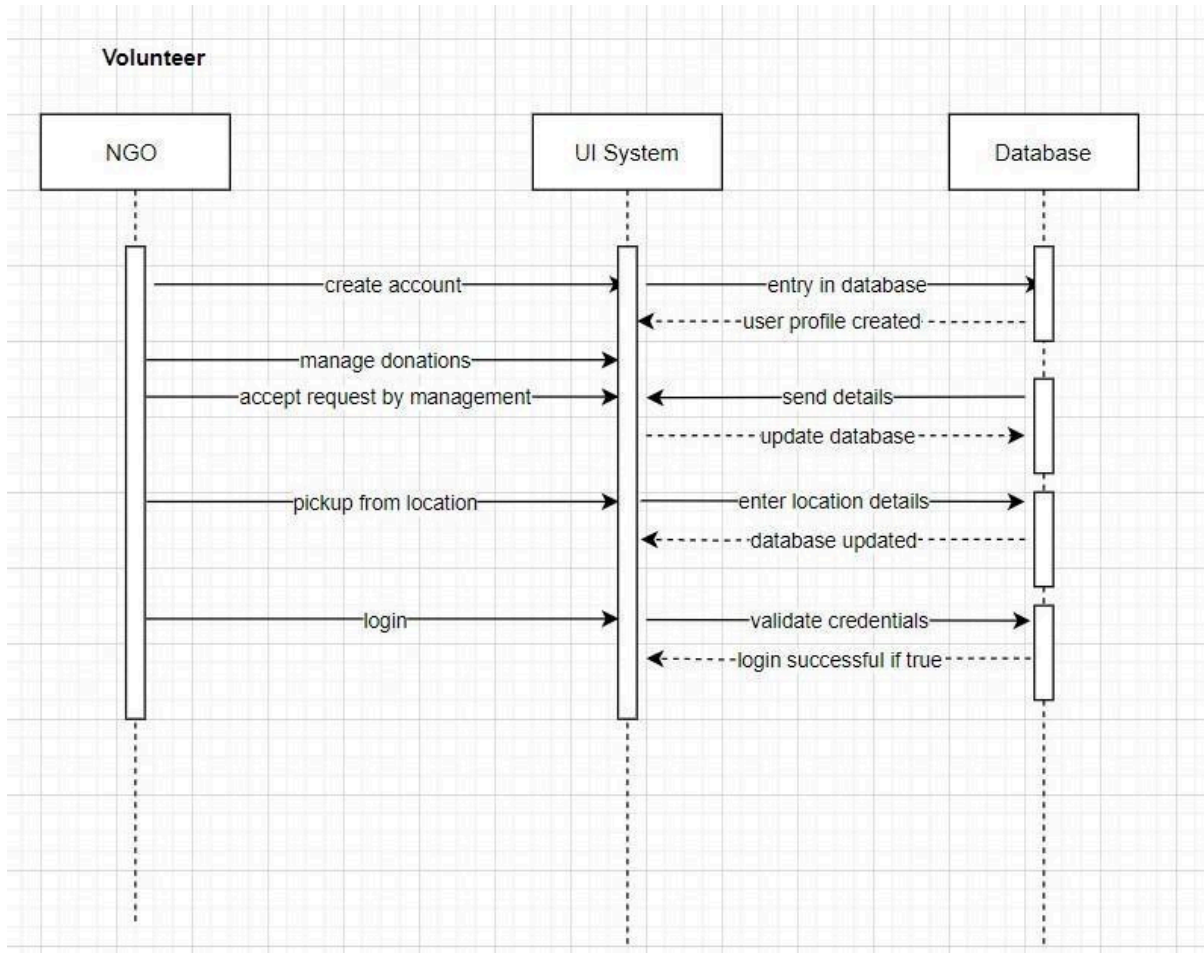 Volunteer
NGO
UI System
Database
create account
entry in database
user profile created
manage donations
accept request by management
send details
update database
pickup from location
enter location details
database updated
login
validate credentials
login successful if true